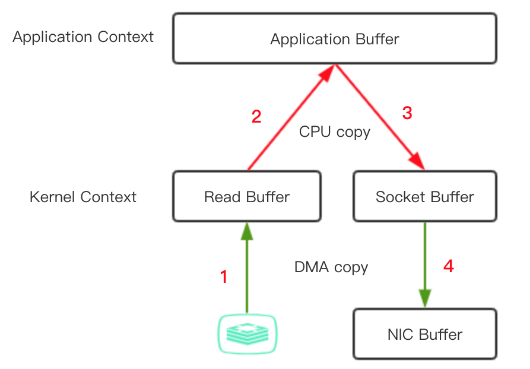 Application Context
Application Buffer
2
3
CPU copy
Kernel Context
Read Buffer
Socket Buffer
1
DMA copy
4
NIC Buffer